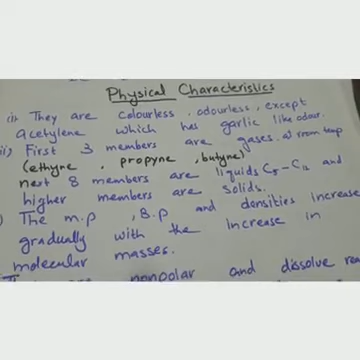 Physical Characteristics
(i) They are colourless, odourless, except
acetylene which has garlic like odour.
ii) First 3 members are gases. at room temp
(ethyne, propyne, butyne)
next 8 members are liquids C5-C12 and
higher members are solids.
) The m.p, B.p and densities increase
gradually with the increase in
molecular masses.
nonpolar and dissolve